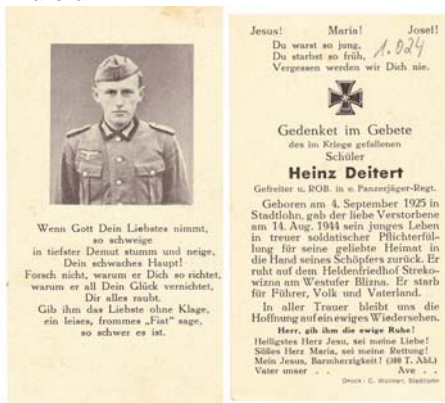 Wenn Gott Dein Liebstes nimmt,
so schweige
in tiefster Demut stumm und neige,
Dein schwaches Haupt!
Forsch nicht, warum er Dich so richtet,
warum er all Dein Glück vernichtet,
Dir alles raubt.
Gib ihm das Liebste ohne Klage,
ein leises, frommes „Fiat" sage,
so schwer es ist.
Jesus! Maria! Josef!
Du warst so jung,
Du starbst so früh,
Vergessen werden wir Dich nie.
1.024
Gedenket im Gebete
des im Kriege gefallenen
Schüler
Heinz Deitert
Gefreiter u. ROB. in e. Panzerjäger-Regt.
Geboren am 4. September 1925 in
Stadtlohn, gab der liebe Verstorbene
am 14. Aug. 1944 sein junges Leben
in treuer soldatischer Pflichterfül-
lung für seine geliebte Heimat in
die Hand seines Schöpfers zurück. Er
ruht auf dem Heldenfriedhof Streko-
wizna am Westufer Blizna. Er starb
für Führer, Volk und Vaterland.
In aller Trauer bleibt uns die
Hoffnung auf ein ewiges Wiedersehen.
Herr, gib ihm die ewige Ruhe!
Heiligstes Herz Jesu, sei meine Liebe!
Süßes Herz Maria, sei meine Rettung!
Mein Jesus, Barmherzigkeit! (300 T. Abl.)
Vater unser . . Ave . .
Druck: C. Wüllner, Stadtlohn